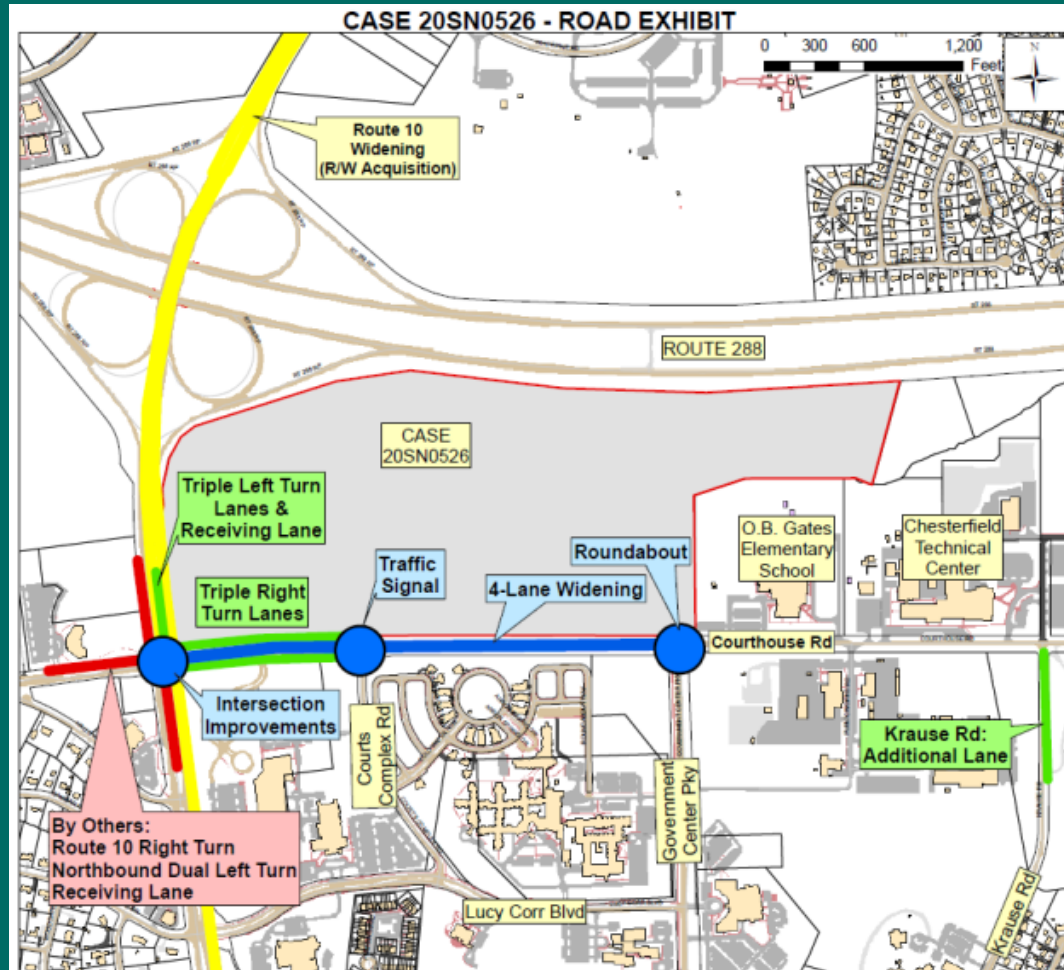 CASE 20SN0526 - ROAD EXHIBIT
0 300 600 1,200
Feet
N
Route 10
Widening
(R/W Acquisition)
ROUTE 288
CASE
20SN0526
Triple Left Turn
Lanes &
Receiving Lane
Triple Right
Turn Lanes
Traffic
Signal
4-Lane Widening
Roundabout
O.B. Gates
Elementary
School
Chesterfield
Technical
Center
Courthouse Rd
COURTHOUSE RD
Intersection
Improvements
Courts
Complex Rd
Government
Center Pky
Krause Rd:
Additional Lane
By Others:
Route 10 Right Turn
Northbound Dual Left Turn
Receiving Lane
Lucy Corr Blvd
Krause Rd